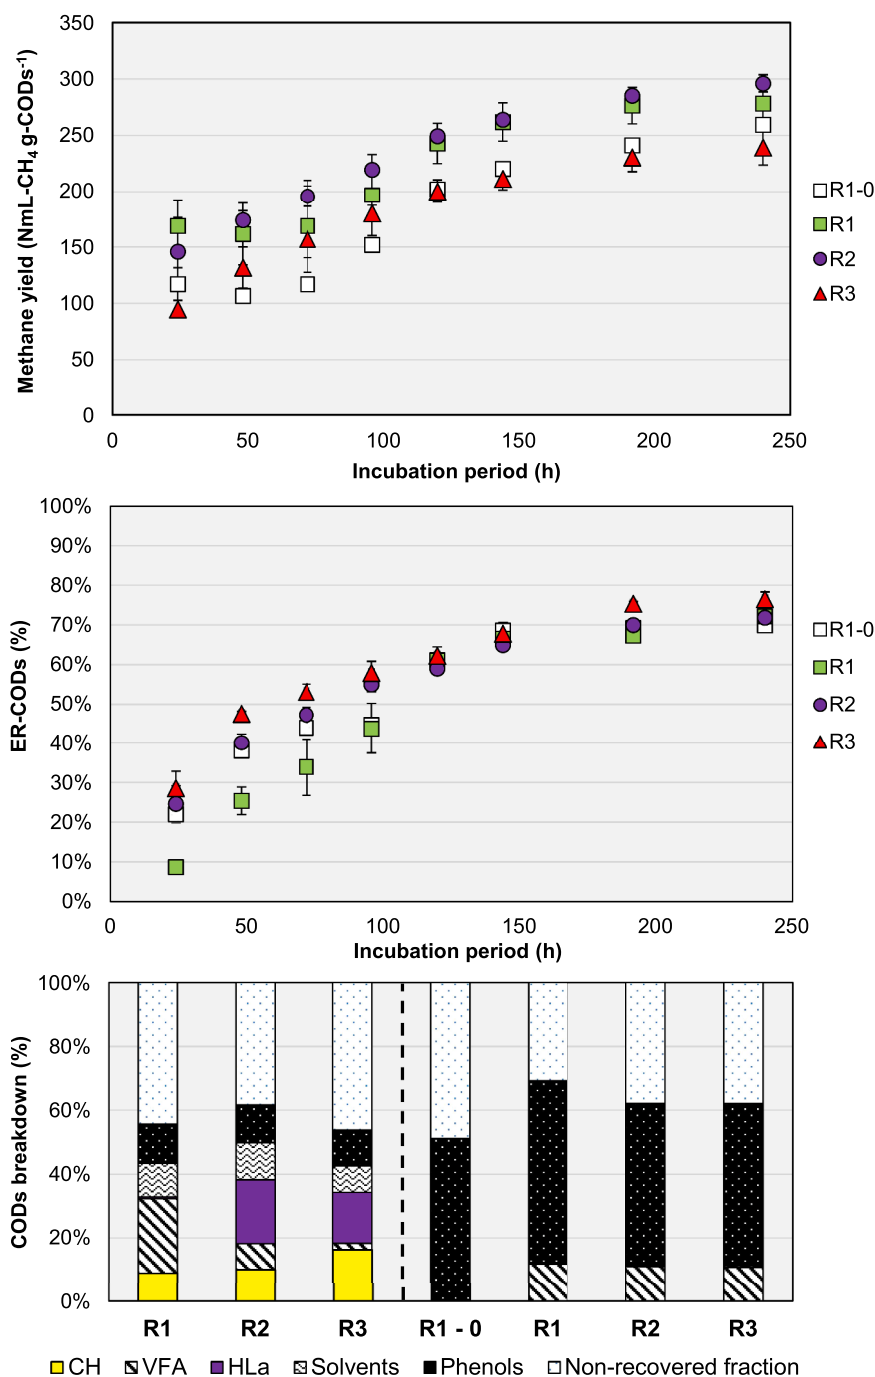 350
300
250
200
150
100
50
0
Methane yield (NmL-CH4 g-CODs-1)
0 50 100 150 200 250
Incubation period (h)
R1-0
R1
R2
R3
100%
90%
80%
70%
60%
50%
40%
30%
20%
10%
0%
ER-CODs (%)
0 50 100 150 200 250
Incubation period (h)
R1-0
R1
R2
R3
100%
80%
60%
40%
20%
0%
CODs breakdown (%)
R1 R2 R3 R1 - 0 R1 R2 R3
CH VFA HLa Solvents Phenols Non-recovered fraction